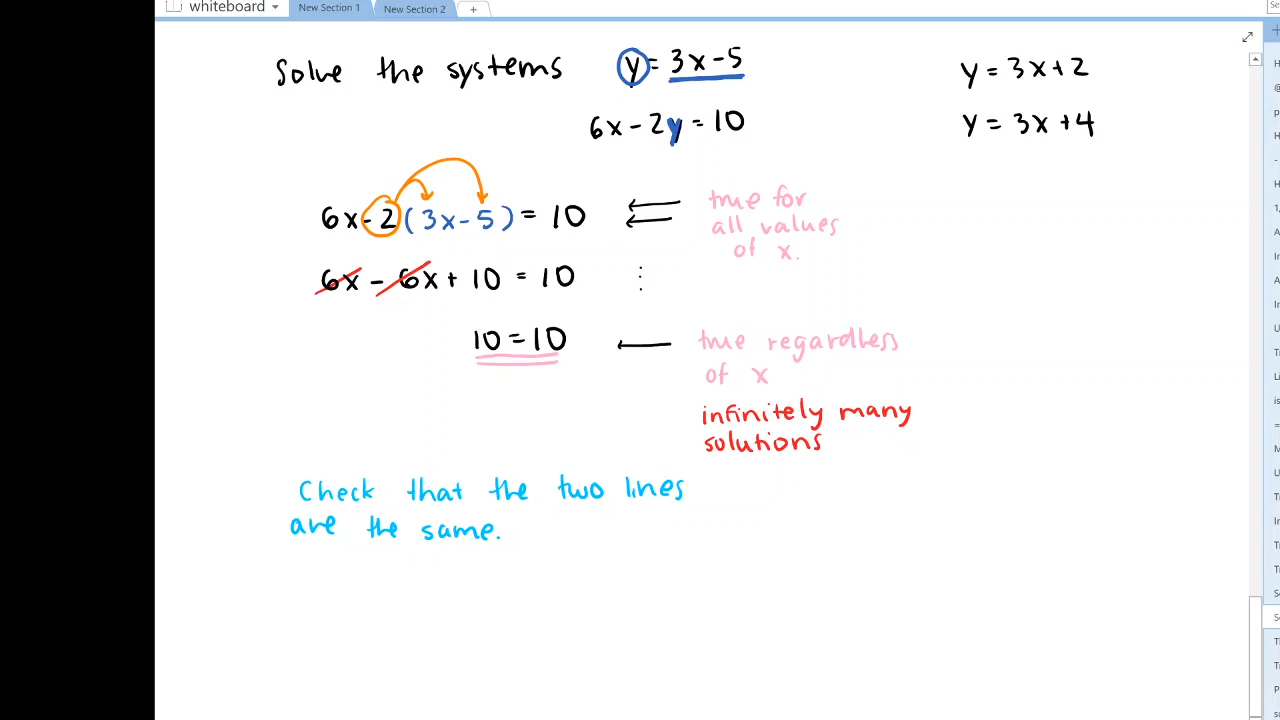 whiteboard New Section 1 New Section 2 +
Se
Solve the systems y = 3x - 5
6x - 2y = 10
y = 3x + 2
y = 3x + 4
6x - 2 ( 3x - 5 ) = 10
true for
all values
of x.
6x - 6x + 10 = 10
10 = 10
true regardless
of x
infinitely many
solutions
Check that the two lines
are the same.